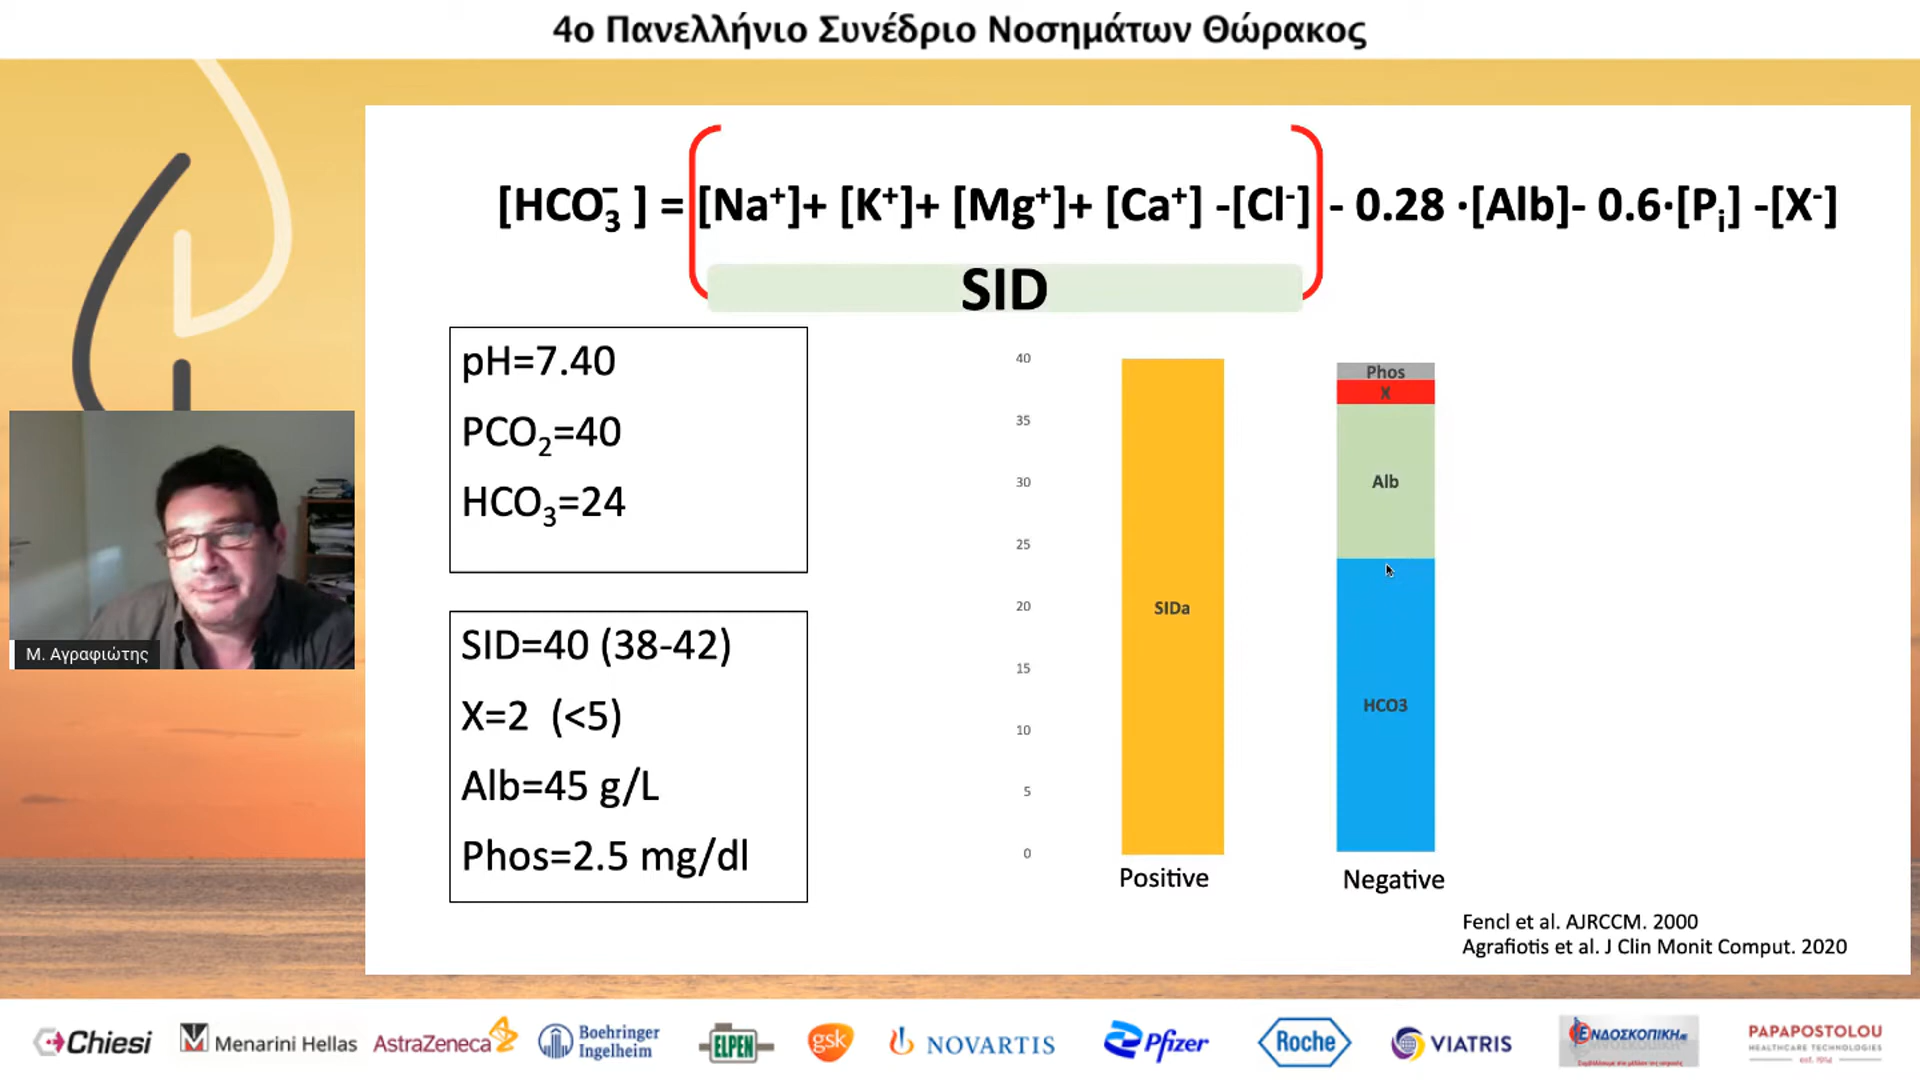 4ο Πανελλήνιο Συνέδριο Νοσημάτων Θώρακος
[HCO₃⁻ ] = [Na⁺]+ [K⁺]+ [Mg⁺]+ [Ca⁺] -[Cl⁻] - 0.28 ·[Alb]- 0.6·[Pᵢ] -[X⁻]
SID
pH=7.40
PCO₂=40
HCO₃=24
SID=40 (38-42)
X=2 (<5)
Alb=45 g/L
Phos=2.5 mg/dl
40
35
30
25
20
15
10
5
0
SIDa
Positive
Phos
X
Alb
HCO3
Negative
Fencl et al. AJRCCM. 2000
Agrafiotis et al. J Clin Monit Comput. 2020
Μ. Αγραφιώτης
Chiesi
Menarini Hellas
AstraZeneca
Boehringer
Ingelheim
ELPEN
gsk
NOVARTIS
Pfizer
Roche
VIATRIS
ΕΝΔΟΣΚΟΠΙΚΗ
PAPAPOSTOLOU
HEALTHCARE TECHNOLOGIES
est. 1914